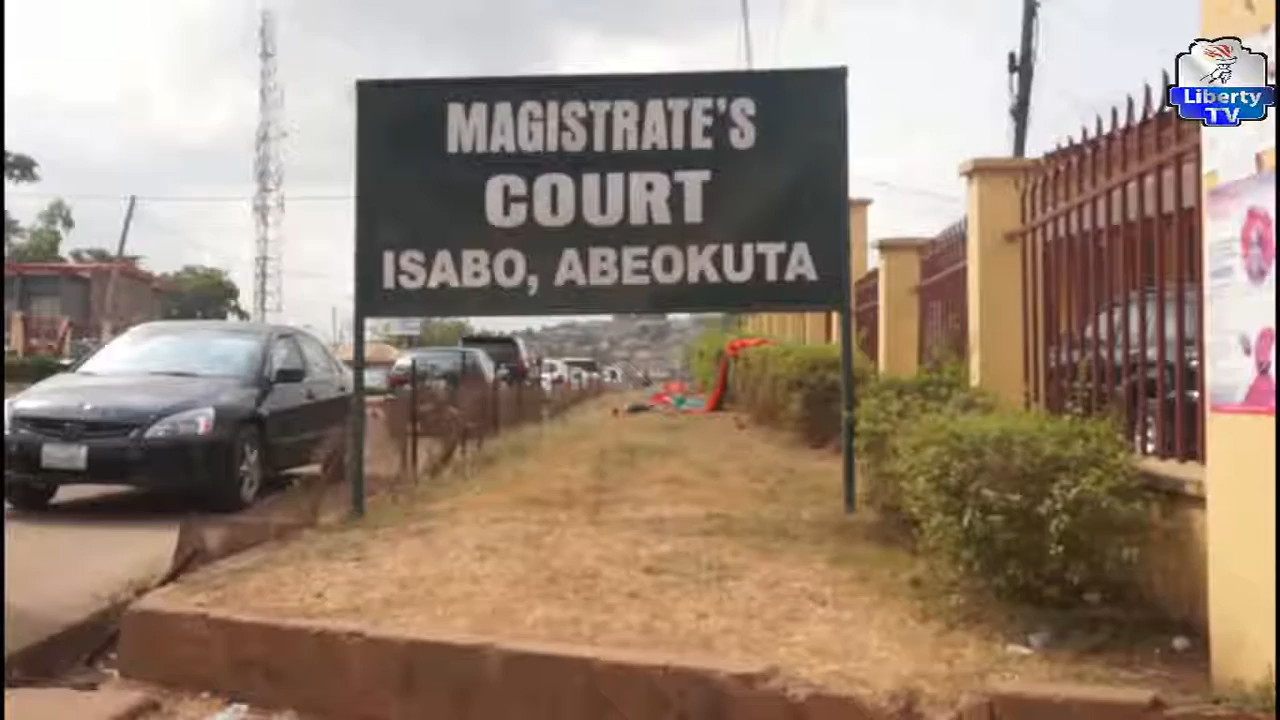 MAGISTRATE'S
COURT
ISABO, ABEOKUTA
Liberty
TV